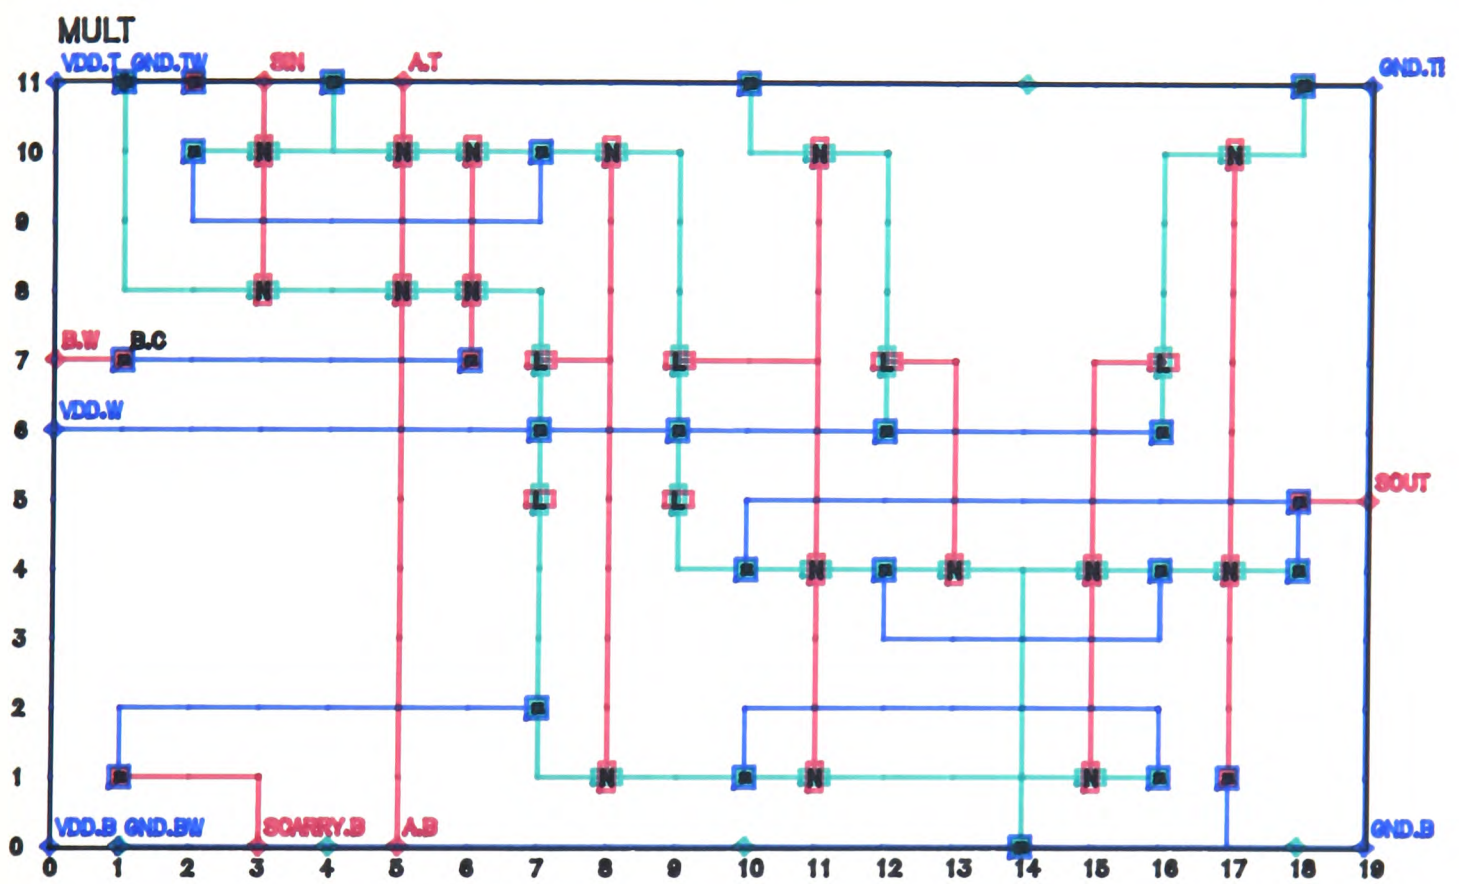 MULT
VDD.T GND.TW SIN A.T GND.TI
11
10 N N N N N N
9
8 N N N
B.W B.C
7 L L L L
VDD.W
6
5 L L SOUT
4 N N N N
3
2
1 N N N
VDD.B GND.BW SCARRY.B A.B GND.B
0
0 1 2 3 4 5 6 7 8 9 10 11 12 13 14 15 16 17 18 19